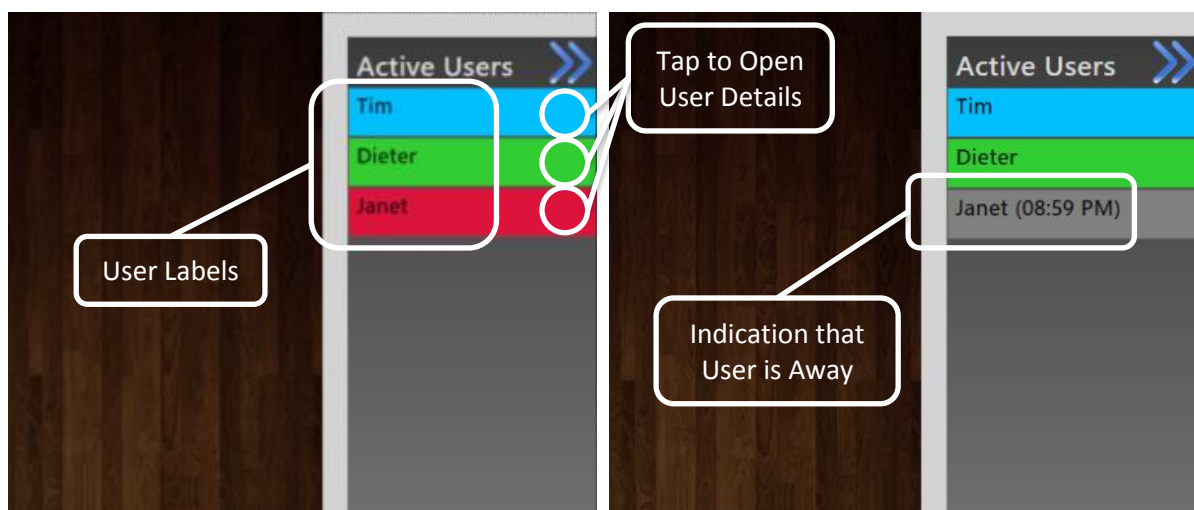 Active Users
Tim
Dieter
Janet
User Labels
Tap to Open
User Details
Active Users
Tim
Dieter
Janet (08:59 PM)
Indication that
User is Away